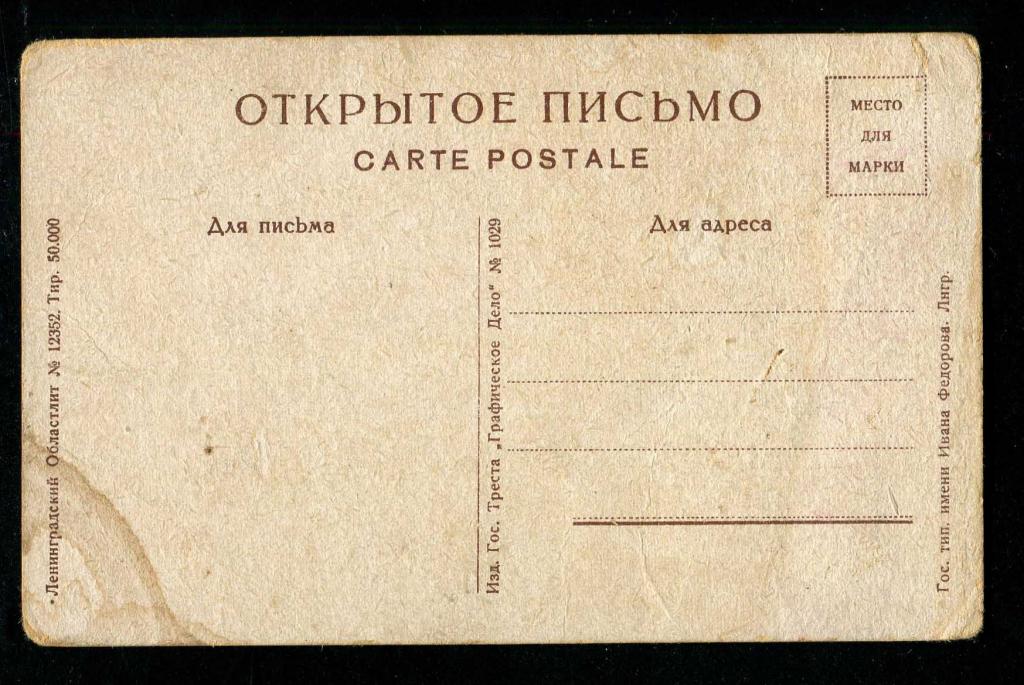 ОТКРЫТОЕ ПИСЬМО
CARTE POSTALE
МЕСТО
ДЛЯ
МАРКИ
Для письма
Для адреса
Ленинградский Областлит № 12352. Тир. 50.000
Изд. Гос. Треста „Графическое Дело“ № 1029
Гос. тип. имени Ивана Федорова. Лнгр.